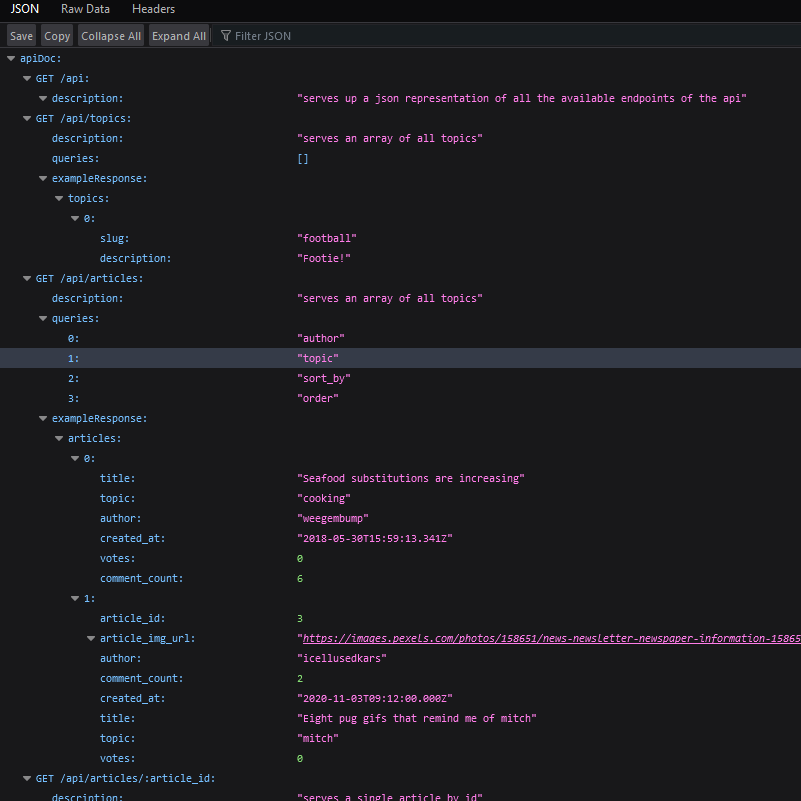 JSON Raw Data Headers
Save Copy Collapse All Expand All Filter JSON
apiDoc:
GET /api:
description: "serves up a json representation of all the available endpoints of the api"
GET /api/topics:
description: "serves an array of all topics"
queries: []
exampleResponse:
topics:
0:
slug: "football"
description: "Footie!"
GET /api/articles:
description: "serves an array of all topics"
queries:
0: "author"
1: "topic"
2: "sort_by"
3: "order"
exampleResponse:
articles:
0:
title: "Seafood substitutions are increasing"
topic: "cooking"
author: "weegembump"
created_at: "2018-05-30T15:59:13.341Z"
votes: 0
comment_count: 6
1:
article_id: 3
article_img_url: "https://images.pexels.com/photos/158651/news-newsletter-newspaper-information-15865
author: "icellusedkars"
comment_count: 2
created_at: "2020-11-03T09:12:00.000Z"
title: "Eight pug gifs that remind me of mitch"
topic: "mitch"
votes: 0
GET /api/articles/:article_id:
description: "serves a single article by id"